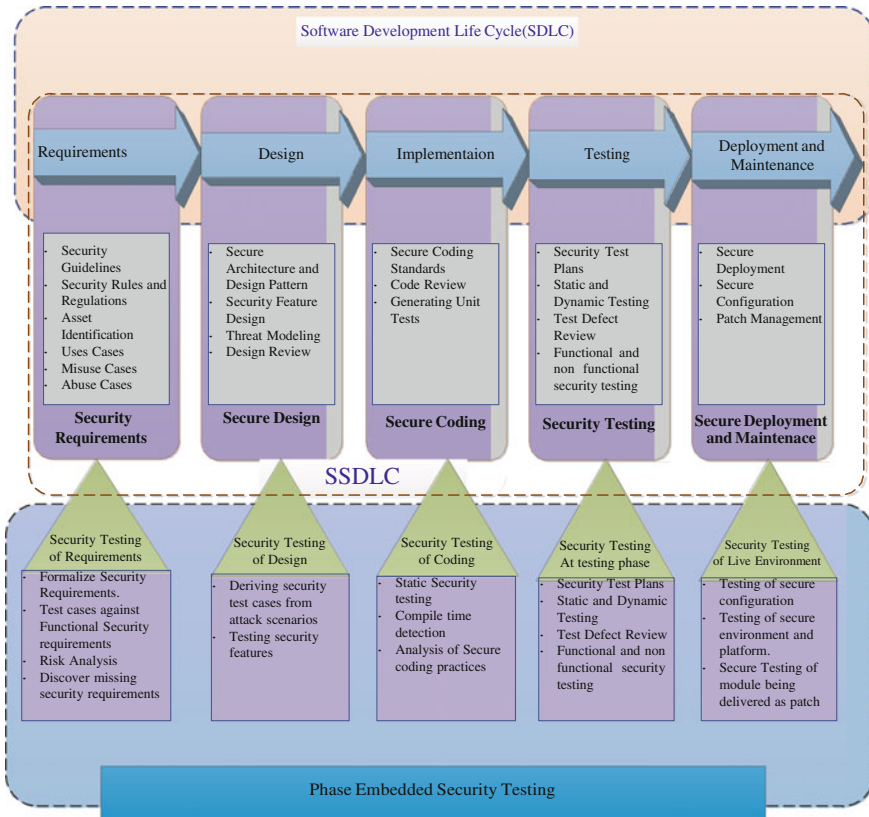 Software Development Life Cycle(SDLC)
Requirements
Design
Implementaion
Testing
Deployment and
Maintenance
- Security
Guidelines
- Security Rules and
Regulations
- Asset
Identification
- Uses Cases
- Misuse Cases
- Abuse Cases
Security
Requirements
- Secure
Architecture and
Design Pattern
- Security Feature
Design
- Threat Modeling
- Design Review
Secure Design
- Secure Coding
Standards
- Code Review
- Generating Unit
Tests
Secure Coding
- Security Test
Plans
- Static and
Dynamic Testing
- Test Defect
Review
- Functional and
non functional
security testing
Security Testing
- Secure
Deployment
- Secure
Configuration
- Patch Management
Secure Deployment
and Maintenace
SSDLC
Security Testing
of Requirements
- Formalize Security
Requirements.
- Test cases against
Functional Security
requirements
- Risk Analysis
- Discover missing
security requirements
Security Testing
of Design
- Deriving security
test cases from
attack scenarios
- Testing security
features
Security Testing
of Coding
- Static Security
testing
- Compile time
detection
- Analysis of Secure
coding practices
Security Testing
At testing phase
- Security Test Plans
- Static and Dynamic
Testing
- Test Defect Review
- Functional and non
functional security
testing
Security Testing
of Live Environment
- Testing of secure
configuration
- Testing of secure
environment and
platform.
- Secure Testing of
module being
delivered as patch
Phase Embedded Security Testing